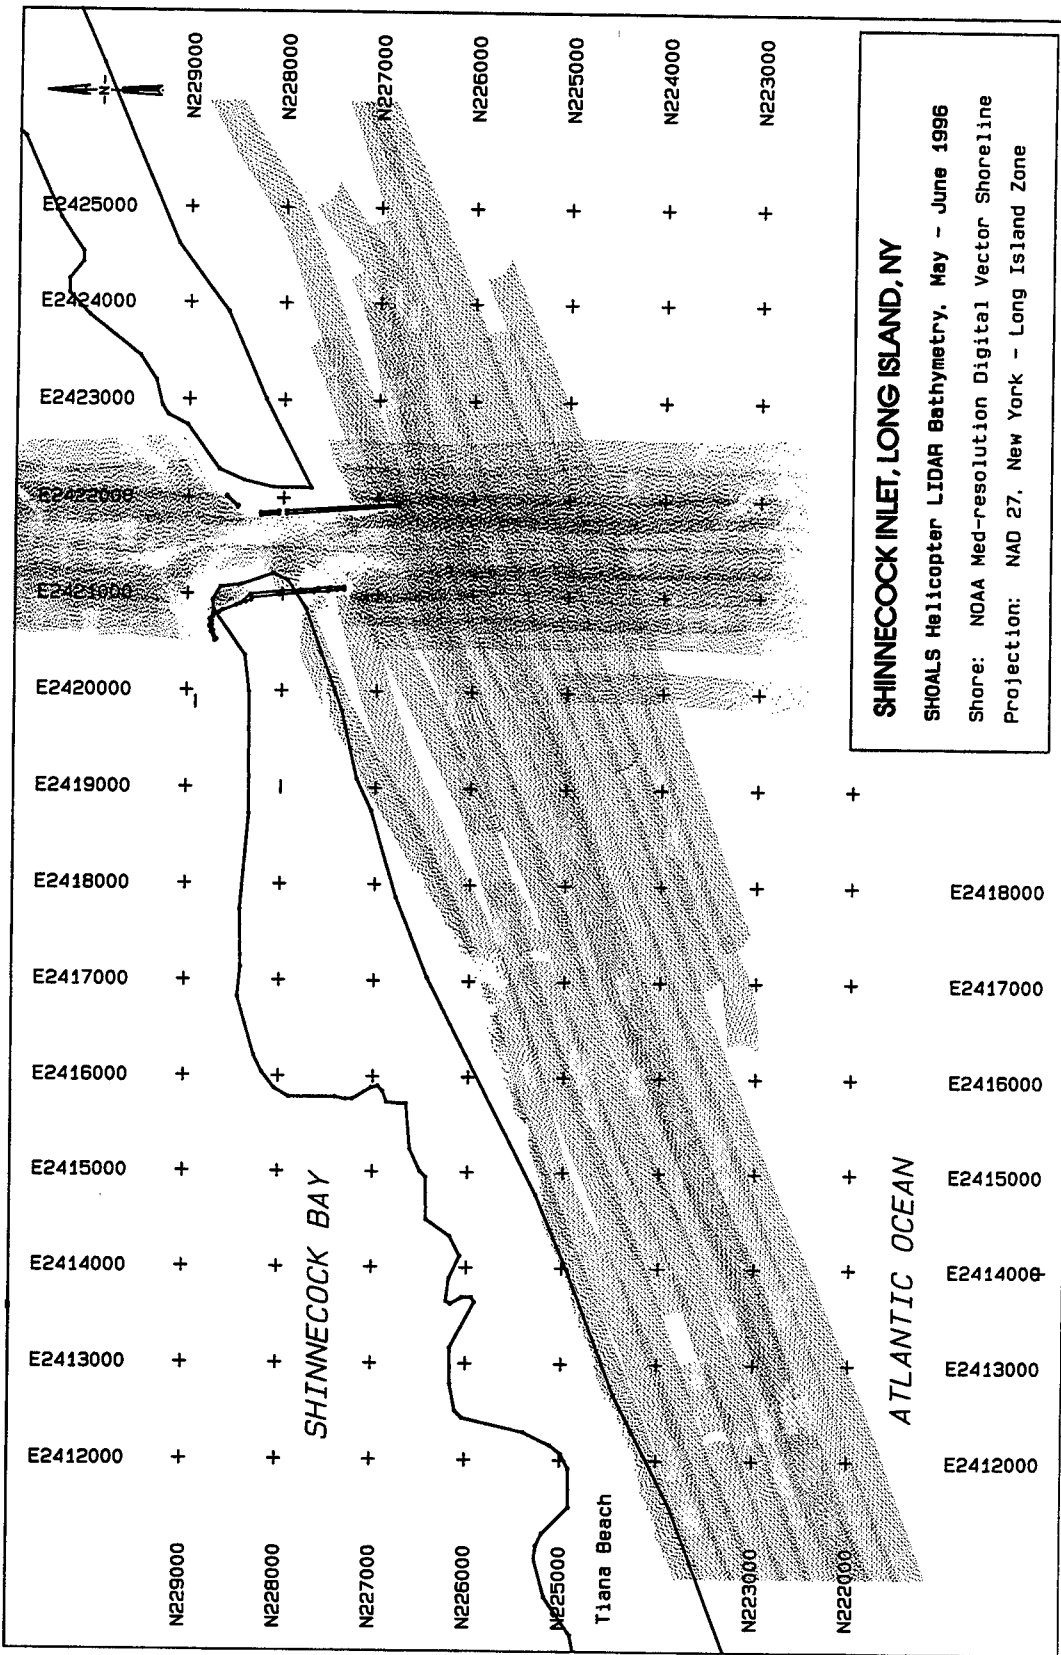 SHINNECOCK INLET, LONG ISLAND, NY
SHOALS Helicopter LIDAR Bathymetry, May - June 1996
Shore: NOAA Med-resolution Digital Vector Shoreline
Projection: NAD 27, New York - Long Island Zone
-N-
N229000
N228000
N227000
N226000
N225000
N224000
N223000
E2425000
E2424000
E2423000
E2422000
E2421000
E2420000
E2419000
E2418000
E2417000
E2416000
E2415000
E2414000
E2413000
E2412000
SHINNECOCK BAY
ATLANTIC OCEAN
Tiana Beach
E2418000
E2417000
E2416000
E2415000
E2414000
E2413000
E2412000
N229000
N228000
N227000
N226000
N225000
N223000
N222000